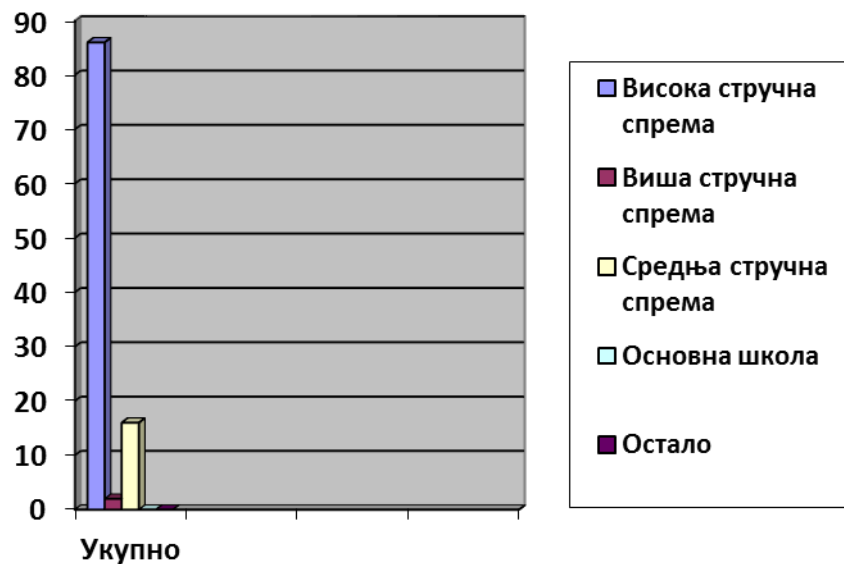 90
80
70
60
50
40
30
20
10
0
Укупно
Висока стручна
спрема
Виша стручна
спрема
Средња стручна
спрема
Основна школа
Остало